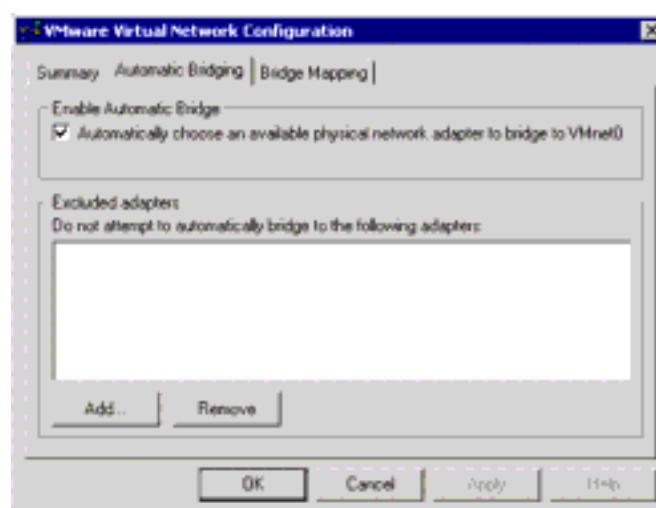 VMware Virtual Network Configuration
Summary Automatic Bridging Bridge Mapping
Enable Automatic Bridge
Automatically choose an available physical network adapter to bridge to VMnet0
Excluded adapters
Do not attempt to automatically bridge to the following adapters:
Add... Remove
OK Cancel Apply Help